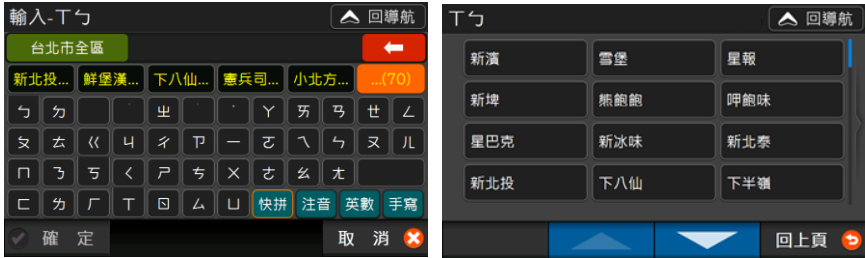 輸入-ㄒㄅ 回導航
台北市全區
新北投... 鮮堡漢... 下八仙... 憲兵司... 小北方... ...(70)
ㄅ ㄉ ˇ ˋ ㄓ ˊ ˙ ㄚ ㄞ ㄢ ㄝ ㄥ
ㄆ ㄊ ㄍ ㄐ ㄔ ㄗ ㄧ ㄛ ㄟ ㄣ ㄡ ㄦ
ㄇ ㄋ ㄎ ㄑ ㄕ ㄘ ㄨ ㄜ ㄠ ㄤ
ㄈ ㄌ ㄏ ㄒ ㄖ ㄙ ㄩ 快拼 注音 英數 手寫
確 定 取 消
ㄒㄅ 回導航
新濱 雪堡 星報
新埤 熊飽飽 呷飽味
星巴克 新冰味 新北泰
新北投 下八仙 下半嶺
回上頁